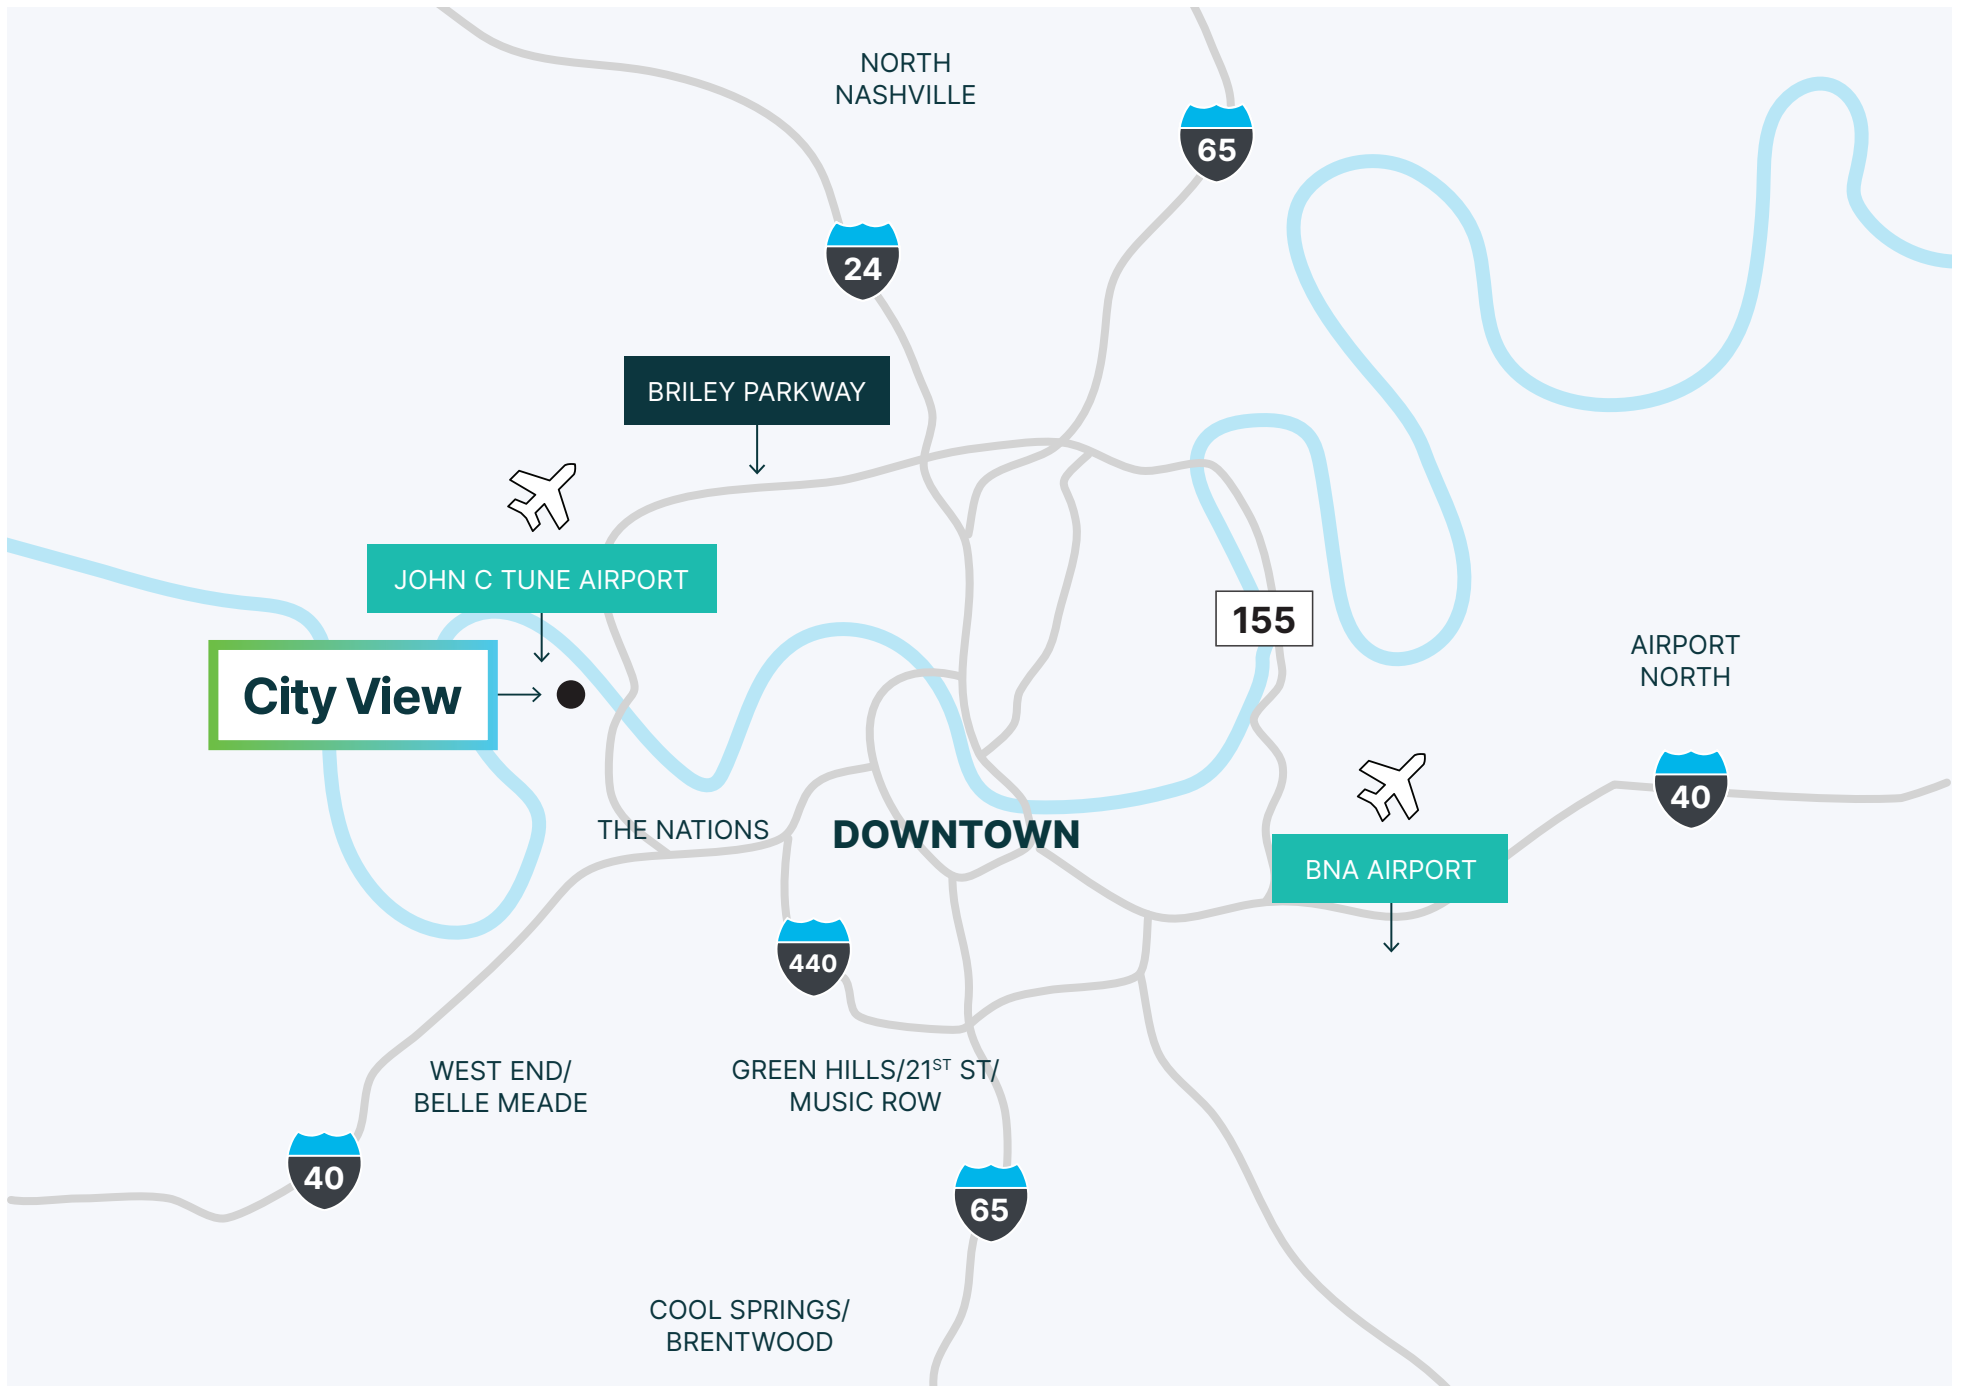 NORTH
NASHVILLE
65
24
BRILEY PARKWAY
JOHN C TUNE AIRPORT
155
AIRPORT
NORTH
City View
40
THE NATIONS
DOWNTOWN
BNA AIRPORT
440
WEST END/
BELLE MEADE
GREEN HILLS/21ST ST/
MUSIC ROW
40
65
COOL SPRINGS/
BRENTWOOD